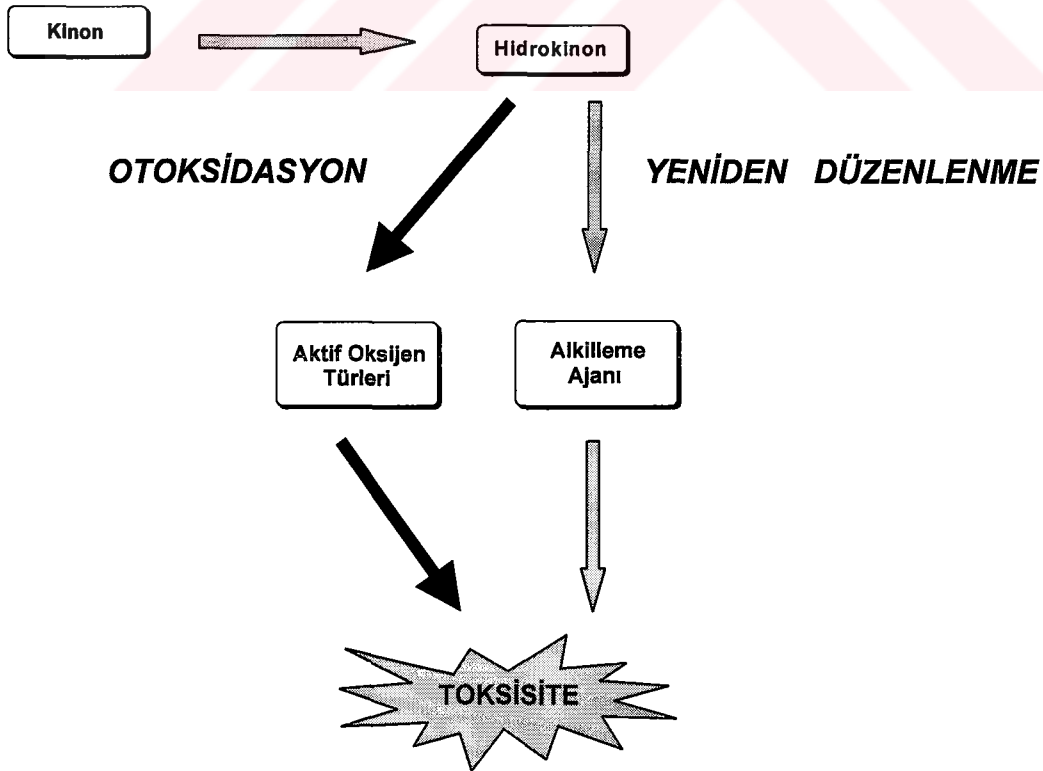 Kinon
Hidrokinon
OTOKSİDASYON
YENİDEN DÜZENLENME
Aktif Oksijen
Türleri
Alkilleme
Ajanı
TOKSİSİTE